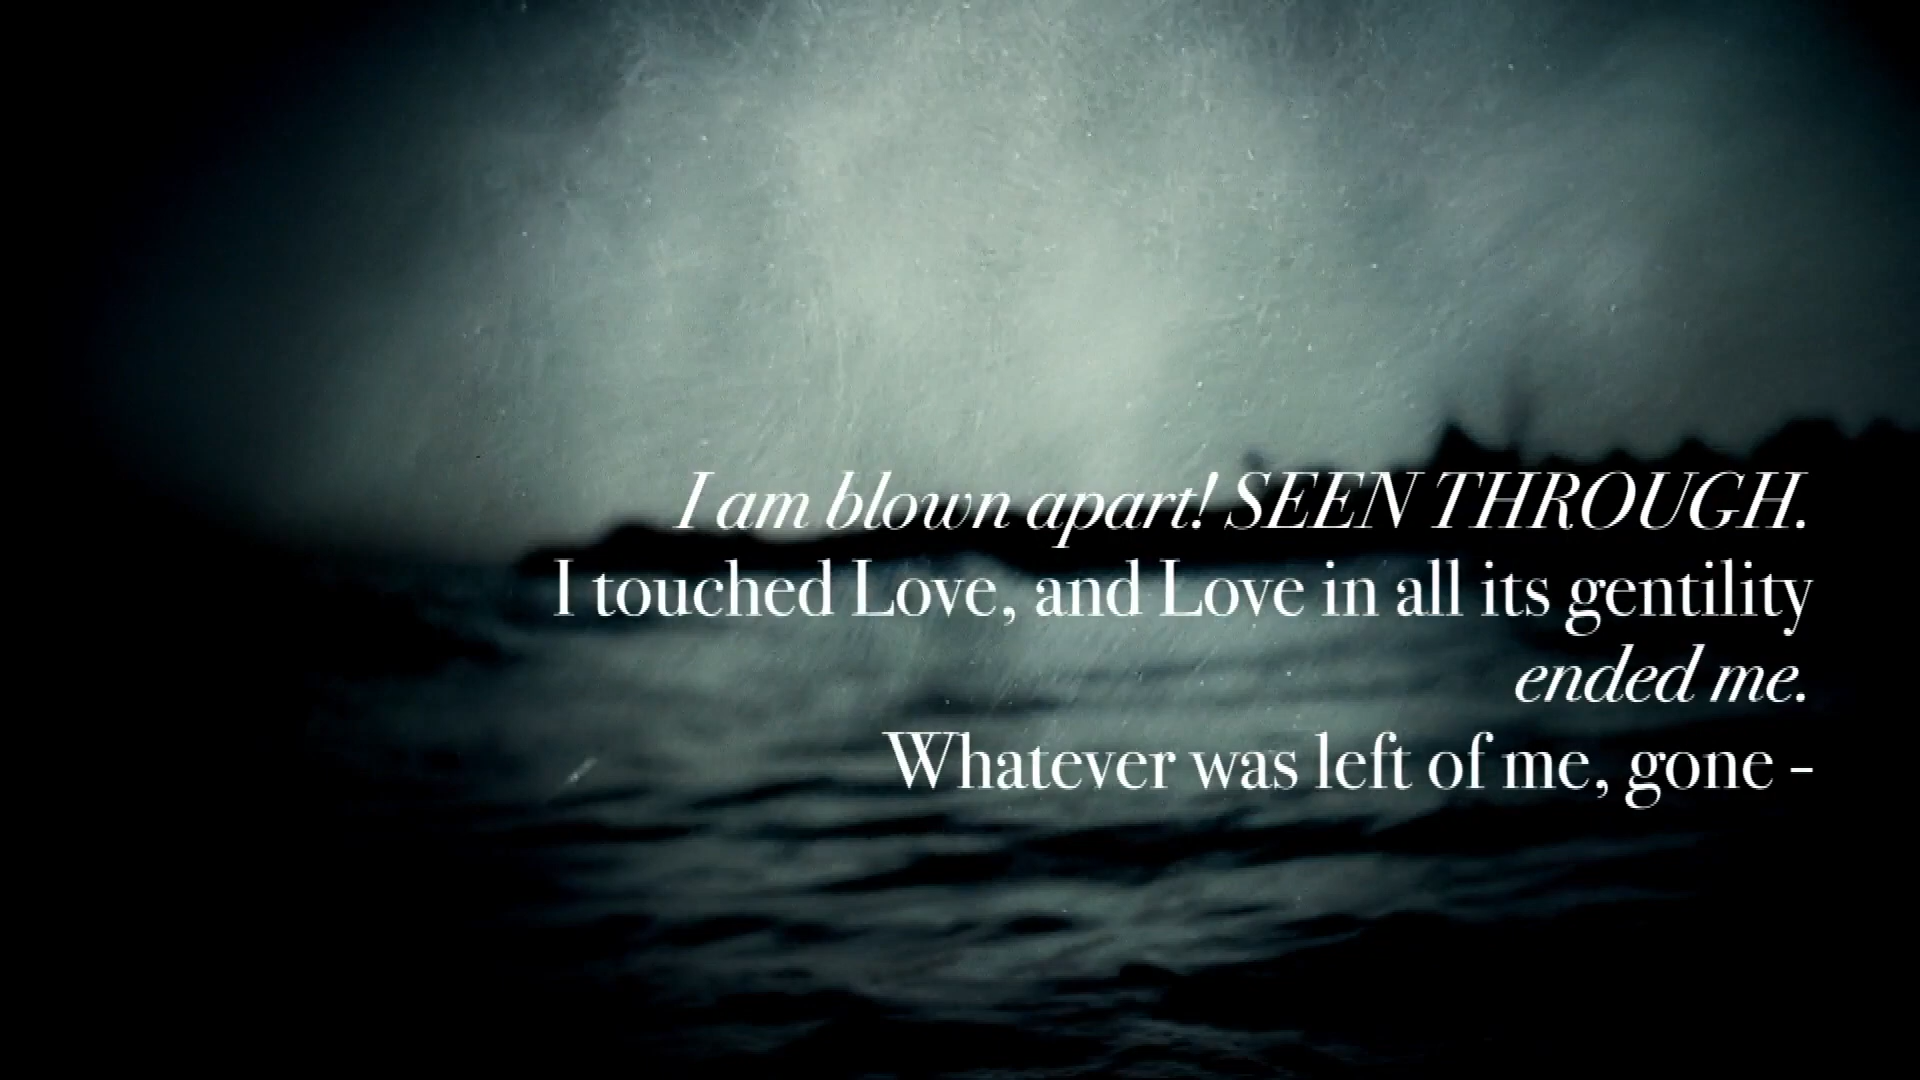 I am blown apart! SEEN THROUGH.
I touched Love, and Love in all its gentility
ended me.
Whatever was left of me, gone -